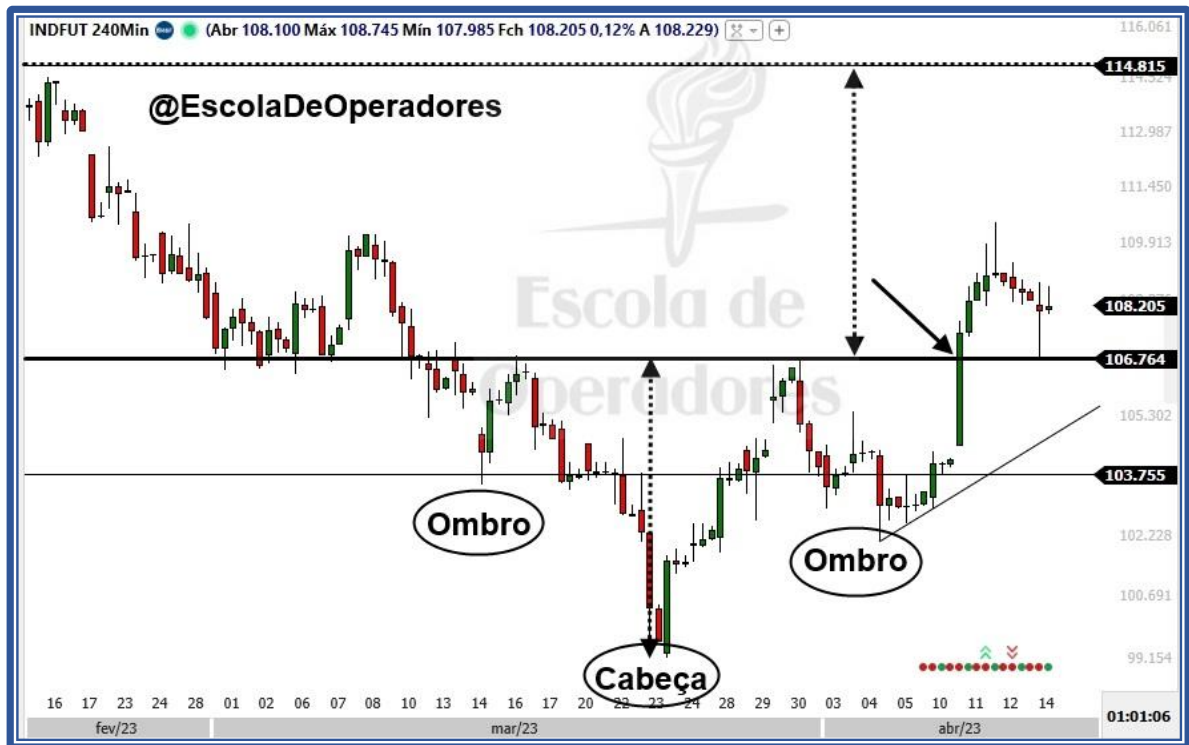 INDFUT 240Min (Abr 108.100 Máx 108.745 Mín 107.985 Fch 108.205 0,12% A 108.229)
116.061
114.815
114.524
@EscolaDeOperadores
112.987
111.450
109.913
Escola de
108.205
106.764
Operadores
105.302
103.755
Ombro
Ombro
102.228
100.691
99.154
Cabeça
16 17 23 24 28 01 02 06 07 08 10 13 14 16 17 20 22 23 24 28 29 30 03 04 05 10 11 12 14
fev/23 mar/23 abr/23
01:01:06